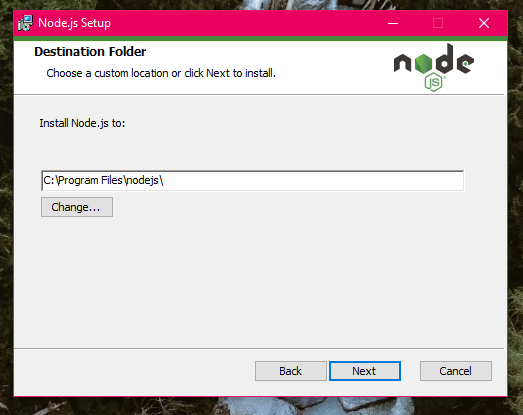 Node.js Setup
Destination Folder
Choose a custom location or click Next to install.
node
JS
Install Node.js to:
C:\Program Files\nodejs\
Change...
Back
Next
Cancel